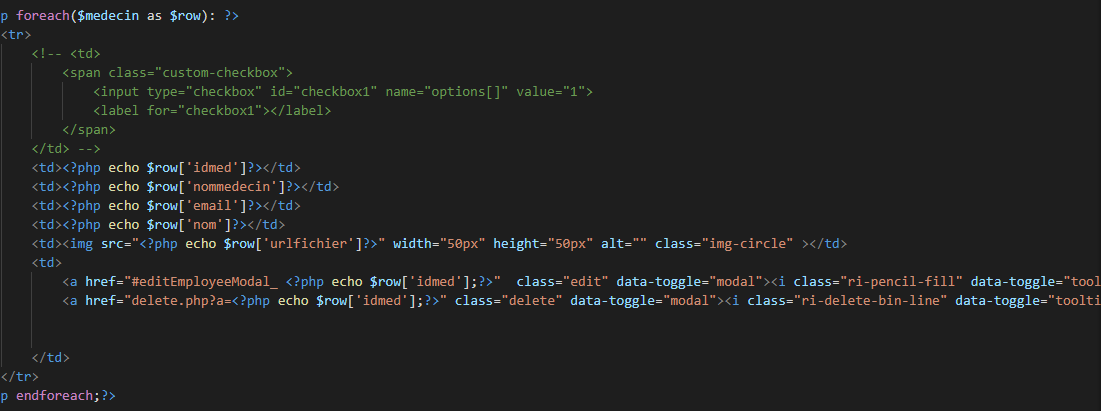 p foreach($medecin as $row): ?>
<tr>
<!-- <td>
<span class="custom-checkbox">
<input type="checkbox" id="checkbox1" name="options[]" value="1">
<label for="checkbox1"></label>
</span>
</td> -->
<td><?php echo $row['idmed']?></td>
<td><?php echo $row['nommedecin']?></td>
<td><?php echo $row['email']?></td>
<td><?php echo $row['nom']?></td>
<td><img src="<?php echo $row['urlfichier']?>" width="50px" height="50px" alt="" class="img-circle" ></td>
<td>
<a href="#editEmployeeModal_ <?php echo $row['idmed'];?>"  class="edit" data-toggle="modal"><i class="ri-pencil-fill" data-toggle="tool
<a href="delete.php?a=<?php echo $row['idmed'];?>" class="delete" data-toggle="modal"><i class="ri-delete-bin-line" data-toggle="toolti
</td>
</tr>
p endforeach;?>